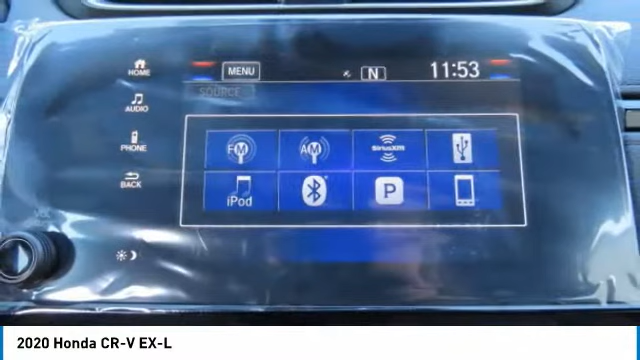 HOME
MENU
N
11:53
SOURCE
AUDIO
FM
AM
SiriusXM
PHONE
iPod
P
BACK
2020 Honda CR-V EX-L